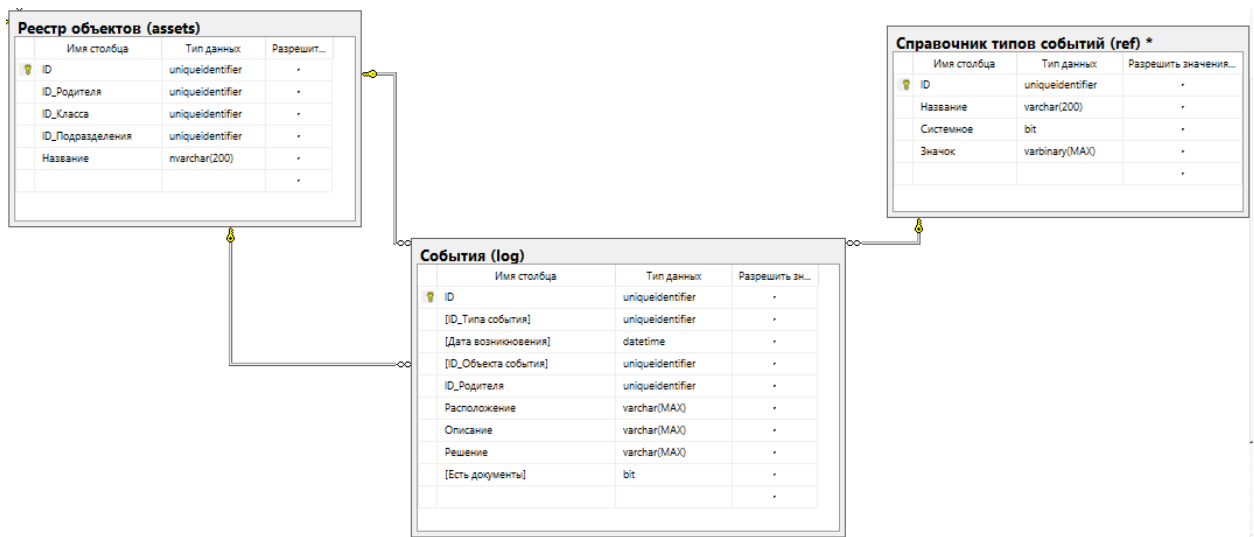 Реестр объектов (assets)
Имя столбца Тип данных Разрешит...
ID uniqueidentifier
ID_Родителя uniqueidentifier
ID_Класса uniqueidentifier
ID_Подразделения uniqueidentifier
Название nvarchar(200)
Справочник типов событий (ref) *
Имя столбца Тип данных Разрешить значения...
ID uniqueidentifier
Название varchar(200)
Системное bit
Значок varbinary(MAX)
События (log)
Имя столбца Тип данных Разрешить зн...
ID uniqueidentifier
[ID_Типа события] uniqueidentifier
[Дата возникновения] datetime
[ID_Объекта события] uniqueidentifier
ID_Родителя uniqueidentifier
Расположение varchar(MAX)
Описание varchar(MAX)
Решение varchar(MAX)
[Есть документы] bit